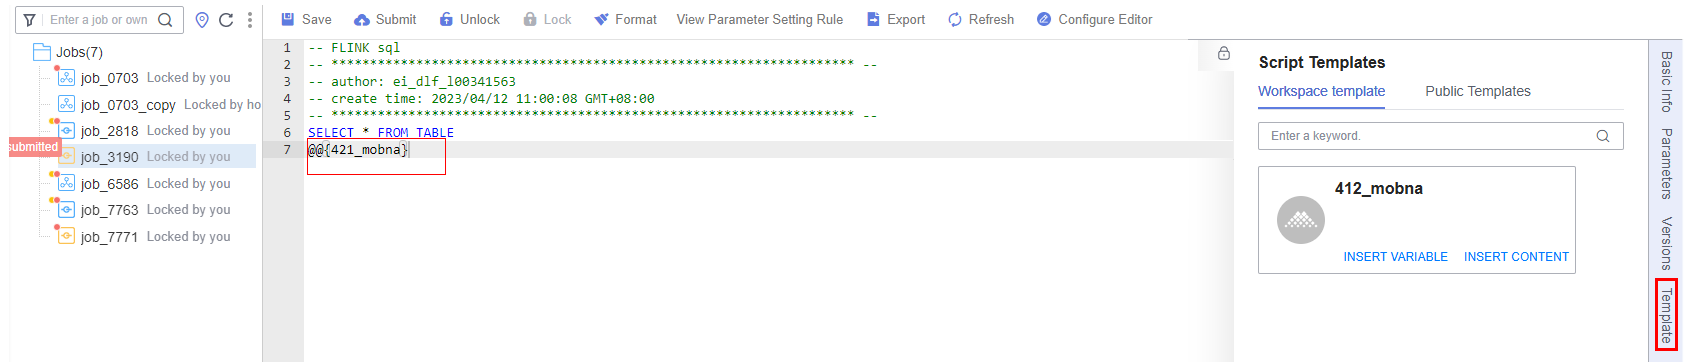 Enter a job or own
Save Submit Unlock Lock Format View Parameter Setting Rule Export Refresh Configure Editor
Jobs(7)
job_0703 Locked by you
job_0703_copy Locked by ho
job_2818 Locked by you
submitted
job_3190 Locked by you
job_6586 Locked by you
job_7763 Locked by you
job_7771 Locked by you
1 -- FLINK sql
2 -- ******************************************************************** --
3 -- author: ei_dlf_l00341563
4 -- create time: 2023/04/12 11:00:08 GMT+08:00
5 -- ******************************************************************** --
6 SELECT * FROM TABLE
7 @@{421_mobna}
Script Templates
Workspace template Public Templates
Enter a keyword.
412_mobna
INSERT VARIABLE INSERT CONTENT
Basic Info
Parameters
Versions
Template